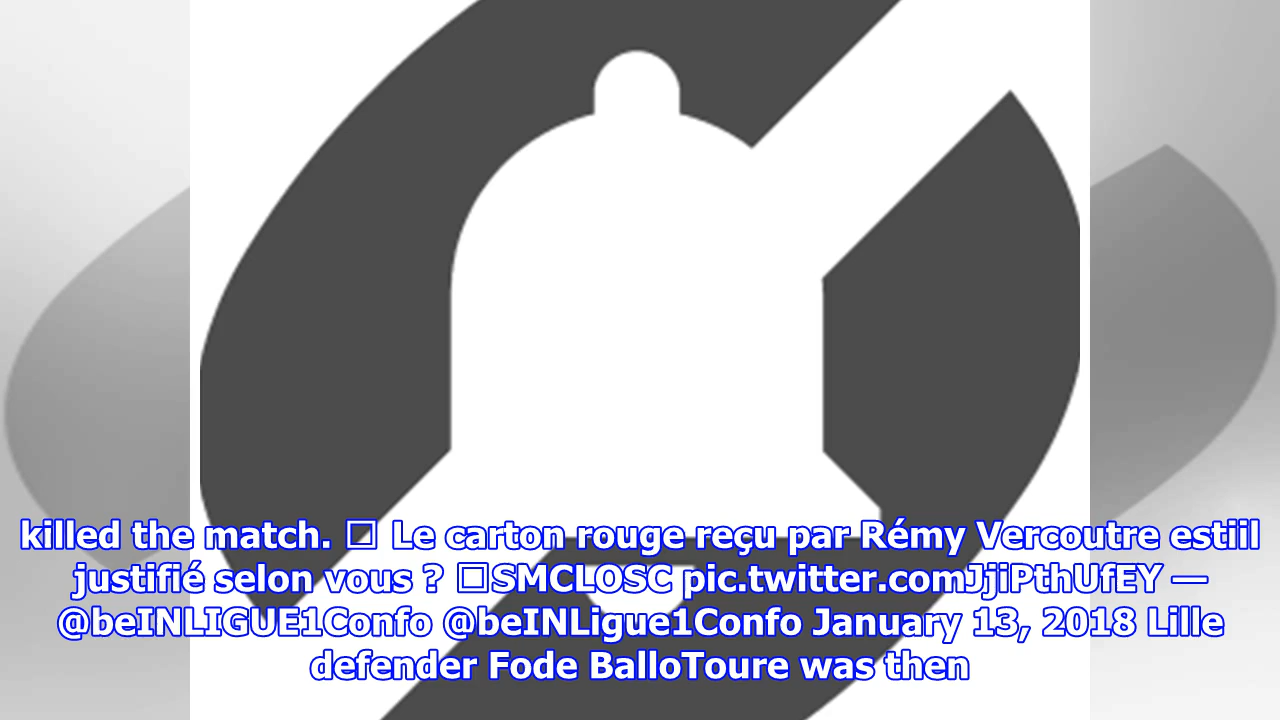 killed the match. □ Le carton rouge reçu par Rémy Vercoutre estiil
justifié selon vous ? □SMCLOSC pic.twitter.comJjiPthUfEY —
@beINLIGUE1Confo @beINLigue1Confo January 13, 2018 Lille
defender Fode BalloToure was then